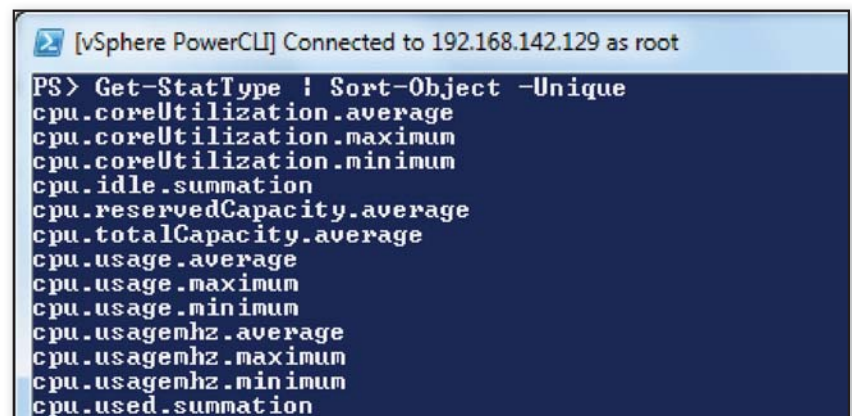 [vSphere PowerCLI] Connected to 192.168.142.129 as root
PS> Get-StatType | Sort-Object -Unique
cpu.coreUtilization.average
cpu.coreUtilization.maximum
cpu.coreUtilization.minimum
cpu.idle.summation
cpu.reservedCapacity.average
cpu.totalCapacity.average
cpu.usage.average
cpu.usage.maximum
cpu.usage.minimum
cpu.usagemhz.average
cpu.usagemhz.maximum
cpu.usagemhz.minimum
cpu.used.summation